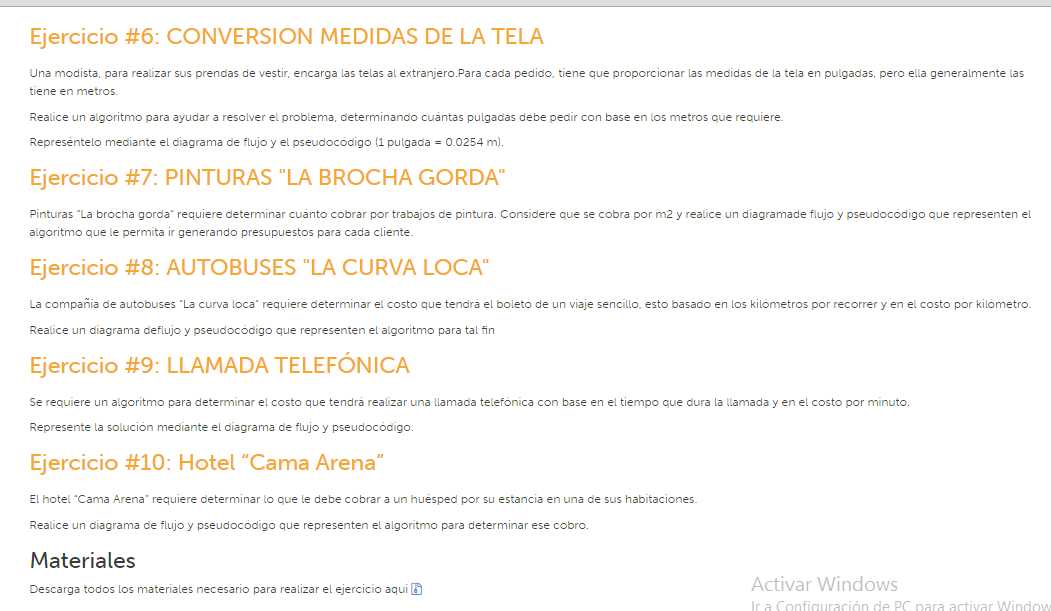 Ejercicio #6: CONVERSION MEDIDAS DE LA TELA
Una modista, para realizar sus prendas de vestir, encarga las telas al extranjero.Para cada pedido, tiene que proporcionar las medidas de la tela en pulgadas, pero ella generalmente las
tiene en metros.
Realice un algoritmo para ayudar a resolver el problema, determinando cuántas pulgadas debe pedir con base en los metros que requiere.
Represéntelo mediante el diagrama de flujo y el pseudocódigo (1 pulgada = 0.0254 m).
Ejercicio #7: PINTURAS "LA BROCHA GORDA"
Pinturas "La brocha gorda" requiere determinar cuánto cobrar por trabajos de pintura. Considere que se cobra por m2 y realice un diagramade flujo y pseudocódigo que representen el
algoritmo que le permita ir generando presupuestos para cada cliente.
Ejercicio #8: AUTOBUSES "LA CURVA LOCA"
La compañía de autobuses "La curva loca" requiere determinar el costo que tendrá el boleto de un viaje sencillo, esto basado en los kilómetros por recorrer y en el costo por kilómetro.
Realice un diagrama deflujo y pseudocódigo que representen el algoritmo para tal fin
Ejercicio #9: LLAMADA TELEFÓNICA
Se requiere un algoritmo para determinar el costo que tendrá realizar una llamada telefónica con base en el tiempo que dura la llamada y en el costo por minuto.
Represente la solución mediante el diagrama de flujo y pseudocódigo.
Ejercicio #10: Hotel “Cama Arena”
El hotel "Cama Arena" requiere determinar lo que le debe cobrar a un huésped por su estancia en una de sus habitaciones.
Realice un diagrama de flujo y pseudocódigo que representen el algoritmo para determinar ese cobro.
Materiales
Descarga todos los materiales necesario para realizar el ejercicio aqui
Activar Windows
Ir a Configuración de PC para activar Window